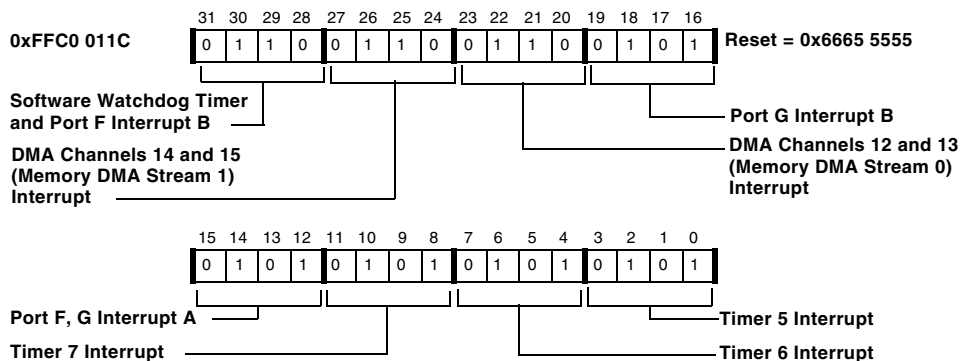 31 30 29 28 27 26 25 24 23 22 21 20 19 18 17 16
0xFFC0 011C 0 1 1 0 0 1 1 0 0 1 1 0 0 1 0 1 Reset = 0x6665 5555
Software Watchdog Timer
and Port F Interrupt B
Port G Interrupt B
DMA Channels 14 and 15
(Memory DMA Stream 1)
Interrupt
DMA Channels 12 and 13
(Memory DMA Stream 0)
Interrupt
15 14 13 12 11 10 9 8 7 6 5 4 3 2 1 0
0 1 0 1 0 1 0 1 0 1 0 1 0 1 0 1
Port F, G Interrupt A
Timer 5 Interrupt
Timer 7 Interrupt
Timer 6 Interrupt